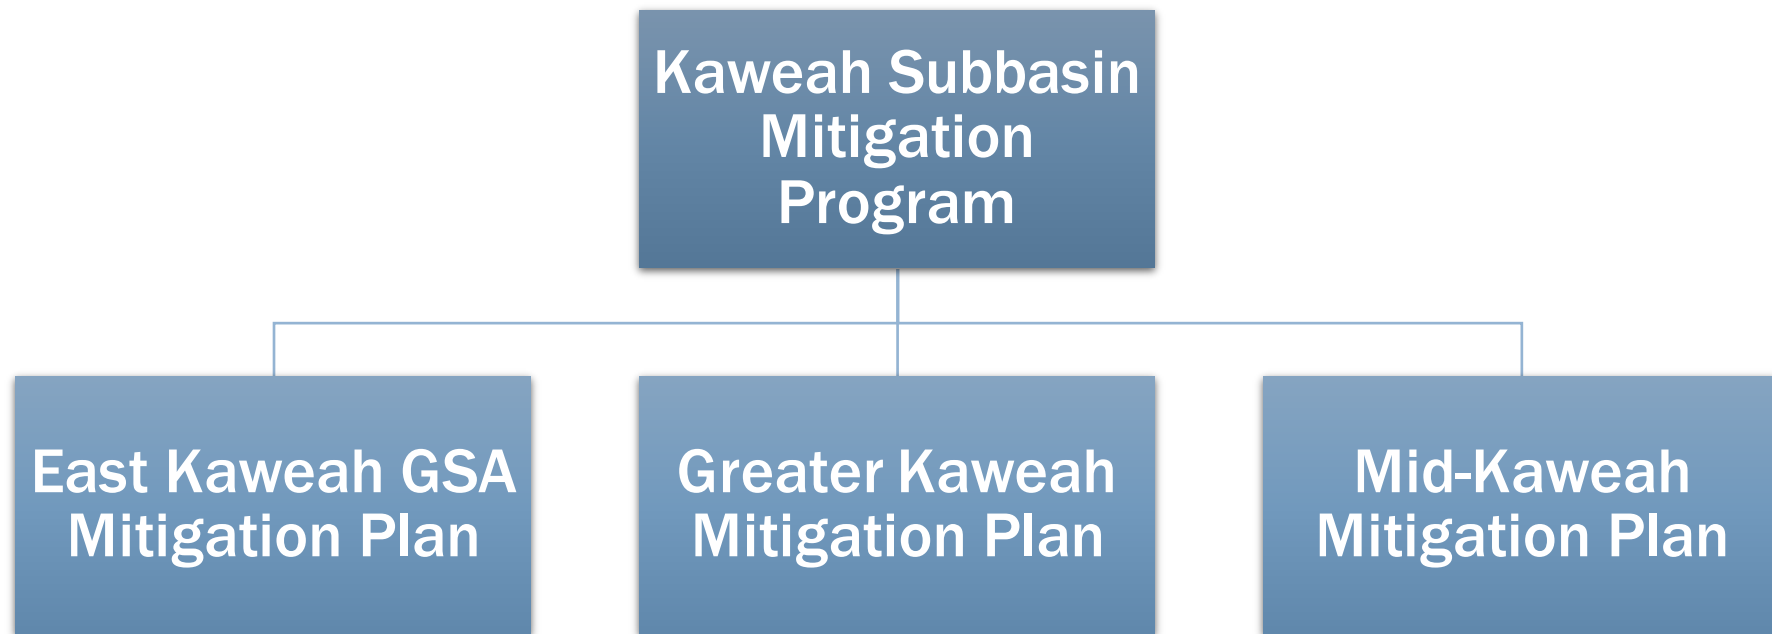 Kaweah Subbasin
Mitigation
Program
East Kaweah GSA
Mitigation Plan
Greater Kaweah
Mitigation Plan
Mid-Kaweah
Mitigation Plan